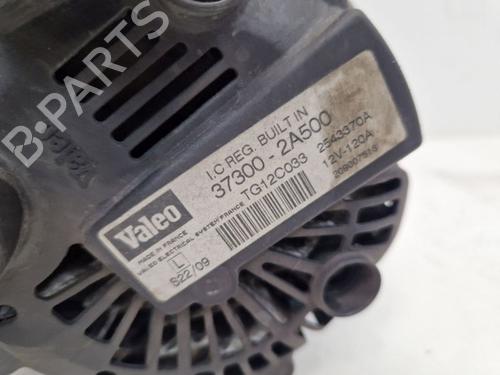 I.C REG. BUILT IN
37300-2A500
TG12C033 2543370A
12V-120A
Valeo
MADE IN FRANCE
VALEO ELECTRICAL SYSTEM FRANCE
L
S22/09
B-PARTS